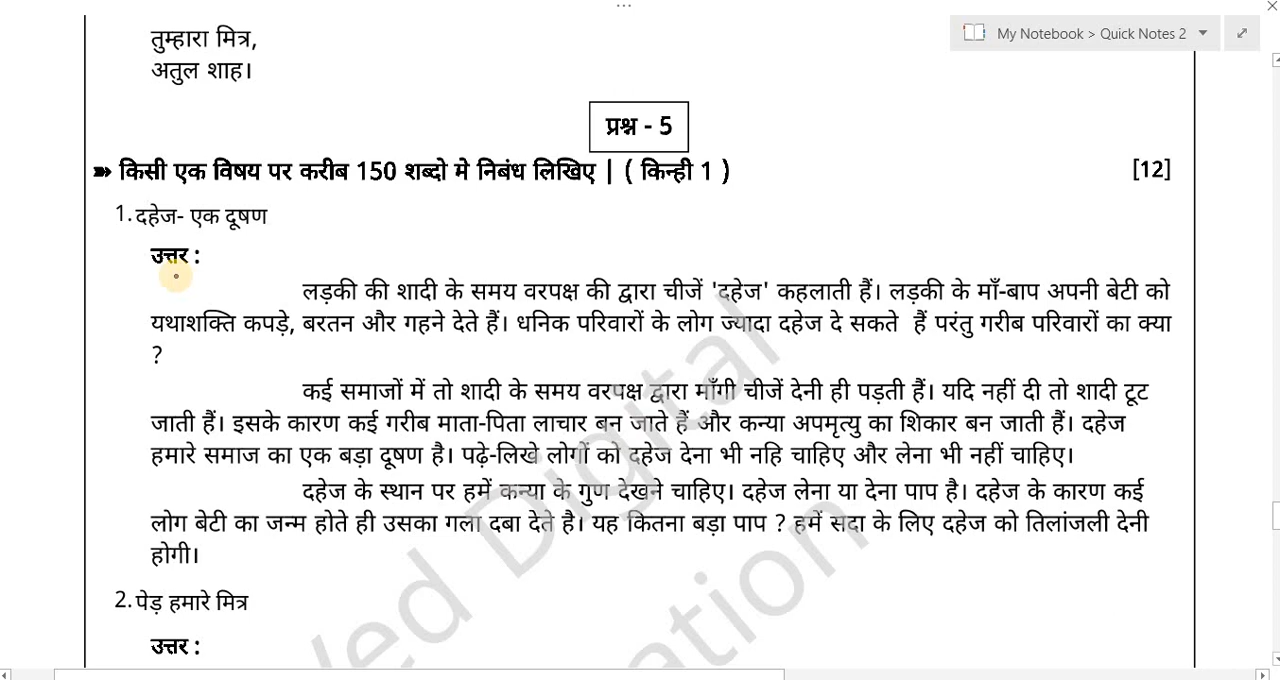 ...
My Notebook > Quick Notes 2
तुम्हारा मित्र,
अतुल शाह।
प्रश्न - 5
➽ किसी एक विषय पर करीब 150 शब्दो मे निबंध लिखिए | ( किन्ही 1 ) [12]
1. दहेज- एक दूषण
उत्तर :
लड़की की शादी के समय वरपक्ष की द्वारा चीजें 'दहेज' कहलाती हैं। लड़की के माँ-बाप अपनी बेटी को
यथाशक्ति कपड़े, बरतन और गहने देते हैं। धनिक परिवारों के लोग ज्यादा दहेज दे सकते हैं परंतु गरीब परिवारों का क्या
?
कई समाजों में तो शादी के समय वरपक्ष द्वारा माँगी चीजें देनी ही पड़ती हैं। यदि नहीं दी तो शादी टूट
जाती हैं। इसके कारण कई गरीब माता-पिता लाचार बन जाते हैं और कन्या अपमृत्यु का शिकार बन जाती हैं। दहेज
हमारे समाज का एक बड़ा दूषण है। पढ़े-लिखे लोगों को दहेज देना भी नहि चाहिए और लेना भी नहीं चाहिए।
दहेज के स्थान पर हमें कन्या के गुण देखने चाहिए। दहेज लेना या देना पाप है। दहेज के कारण कई
लोग बेटी का जन्म होते ही उसका गला दबा देते है। यह कितना बड़ा पाप ? हमें सदा के लिए दहेज को तिलांजली देनी
होगी।
2. पेड़ हमारे मित्र
उत्तर :
Ved Digital
ation